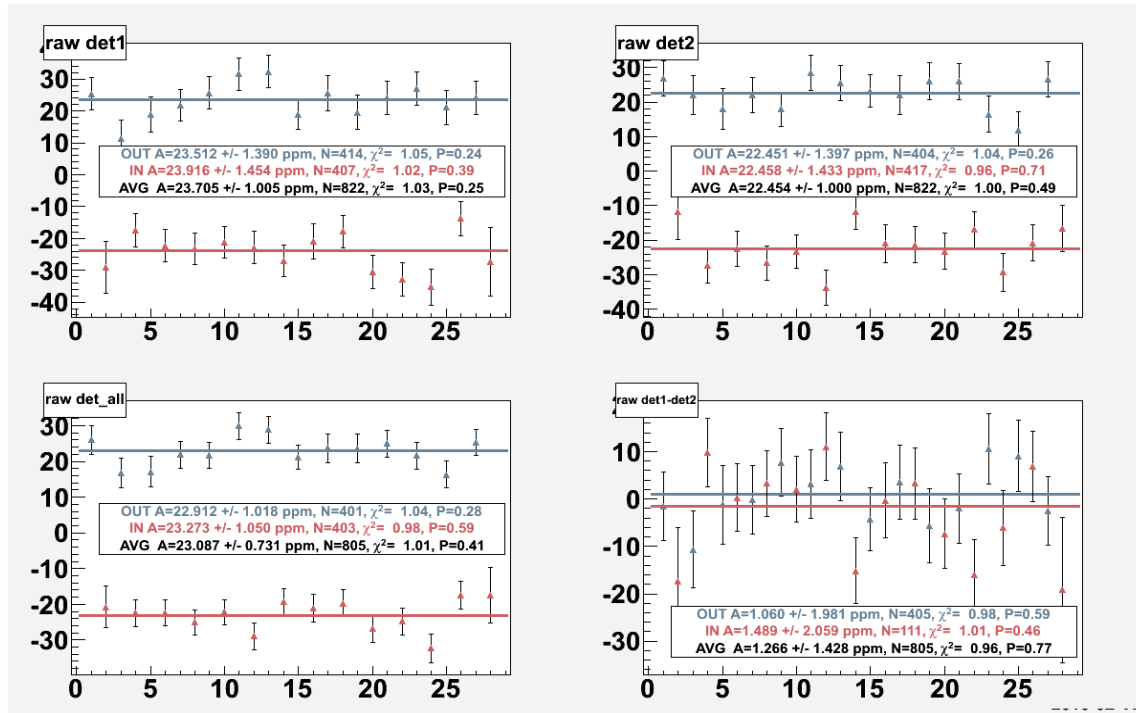 raw det1
30
20
10
0
-10
-20
-30
-40
OUT A=23.512 +/- 1.390 ppm, N=414, χ²= 1.05, P=0.24
IN A=23.916 +/- 1.454 ppm, N=407, χ²= 1.02, P=0.39
AVG A=23.705 +/- 1.005 ppm, N=822, χ²= 1.03, P=0.25
0 5 10 15 20 25
raw det2
30
20
10
0
-10
-20
-30
-40
OUT A=22.451 +/- 1.397 ppm, N=404, χ²= 1.04, P=0.26
IN A=22.458 +/- 1.433 ppm, N=417, χ²= 0.96, P=0.71
AVG A=22.454 +/- 1.000 ppm, N=822, χ²= 1.00, P=0.49
0 5 10 15 20 25
raw det_all
30
20
10
0
-10
-20
-30
OUT A=22.912 +/- 1.018 ppm, N=401, χ²= 1.04, P=0.28
IN A=23.273 +/- 1.050 ppm, N=403, χ²= 0.98, P=0.59
AVG A=23.087 +/- 0.731 ppm, N=805, χ²= 1.01, P=0.41
0 5 10 15 20 25
raw det1-det2
10
0
-10
-20
-30
OUT A=1.060 +/- 1.981 ppm, N=405, χ²= 0.98, P=0.59
IN A=1.489 +/- 2.059 ppm, N=111, χ²= 1.01, P=0.46
AVG A=1.266 +/- 1.428 ppm, N=805, χ²= 0.96, P=0.77
0 5 10 15 20 25